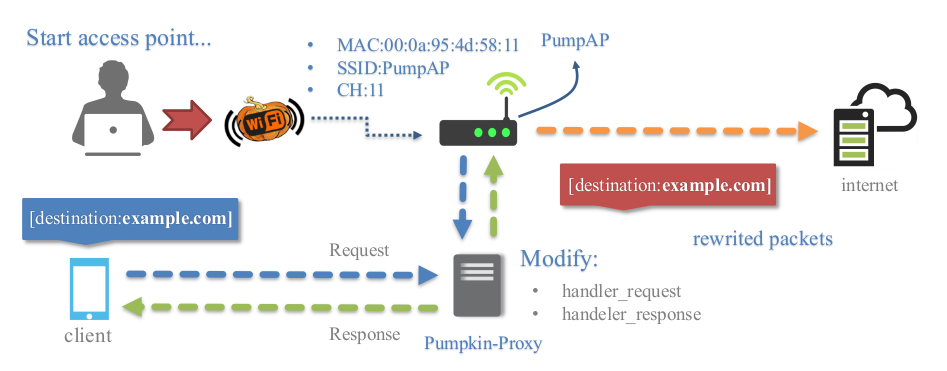 Start access point...
• MAC:00:0a:95:4d:58:11
• SSID:PumpAP
• CH:11
PumpAP
WiFi
[destination:example.com]
internet
[destination:example.com]
rewrited packets
Request
Modify:
• handler_request
• handeler_response
client
Response
Pumpkin-Proxy